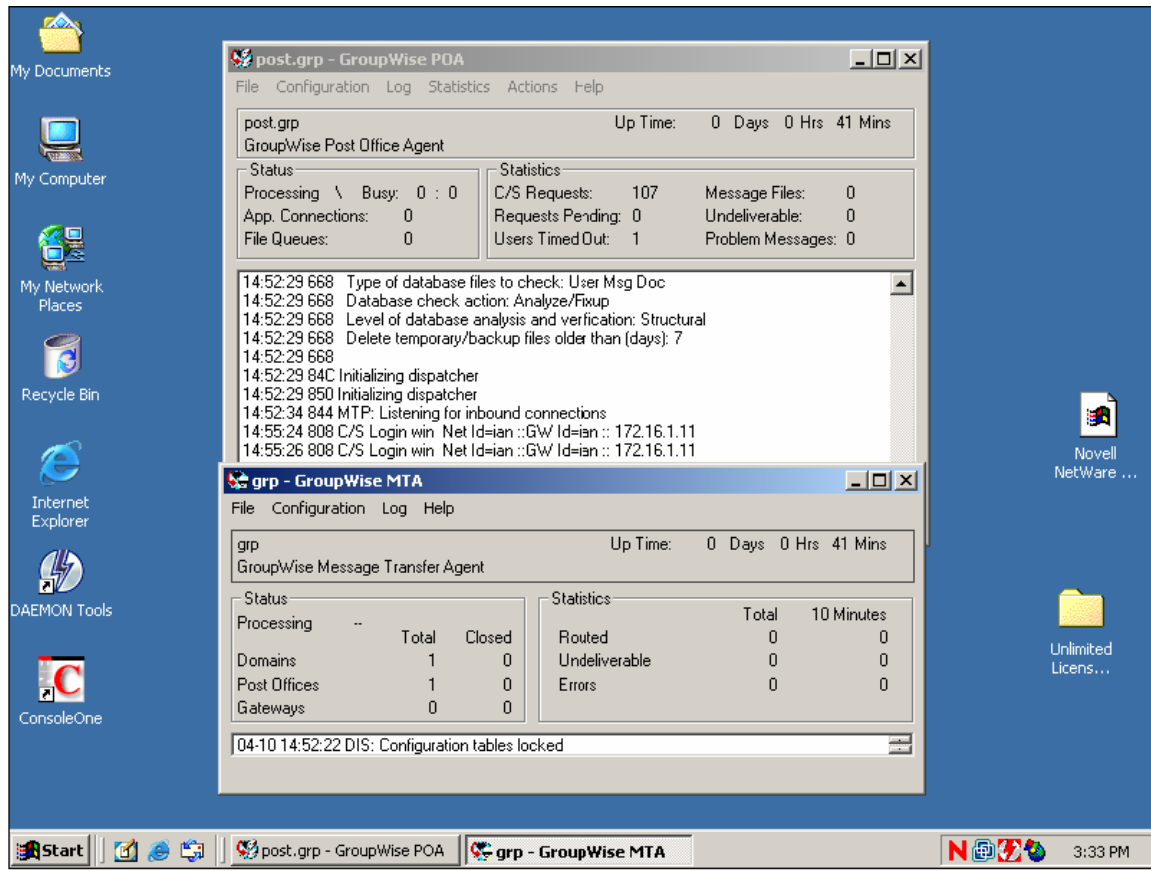 My Documents
My Computer
My Network
Places
Recycle Bin
Internet
Explorer
DAEMON Tools
ConsoleOne
post.grp - GroupWise POA
File Configuration Log Statistics Actions Help
post.grp Up Time: 0 Days 0 Hrs 41 Mins
GroupWise Post Office Agent
Status
Processing \ Busy: 0 : 0
App. Connections: 0
File Queues: 0
Statistics
C/S Requests: 107 Message Files: 0
Requests Pending: 0 Undeliverable: 0
Users Timed Out: 1 Problem Messages: 0
14:52:29 668 Type of database files to check: User Msg Doc
14:52:29 668 Database check action: Analyze/Fixup
14:52:29 668 Level of database analysis and verfication: Structural
14:52:29 668 Delete temporary/backup files older than (days): 7
14:52:29 668
14:52:29 84C Initializing dispatcher
14:52:29 850 Initializing dispatcher
14:52:34 844 MTP: Listening for inbound connections
14:55:24 808 C/S Login win Net Id=ian ::GW Id=ian :: 172.16.1.11
14:55:26 808 C/S Login win Net Id=ian ::GW Id=ian :: 172.16.1.11
grp - GroupWise MTA
File Configuration Log Help
grp Up Time: 0 Days 0 Hrs 41 Mins
GroupWise Message Transfer Agent
Status
Processing --
Total Closed
Domains 1 0
Post Offices 1 0
Gateways 0 0
Statistics
Total 10 Minutes
Routed 0 0
Undeliverable 0 0
Errors 0 0
04-10 14:52:22 DIS: Configuration tables locked
Novell
NetWare ...
Unlimited
Licens...
Start
post.grp - GroupWise POA
grp - GroupWise MTA
N
3:33 PM